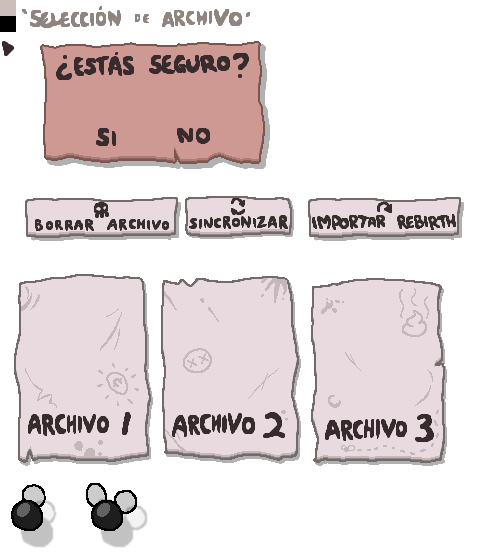 'SELECCIÓN DE ARCHIVO'
¿ESTÁS SEGURO?
SI NO
BORRAR ARCHIVO SINCRONIZAR IMPORTAR REBIRTH
ARCHIVO 1 ARCHIVO 2 ARCHIVO 3